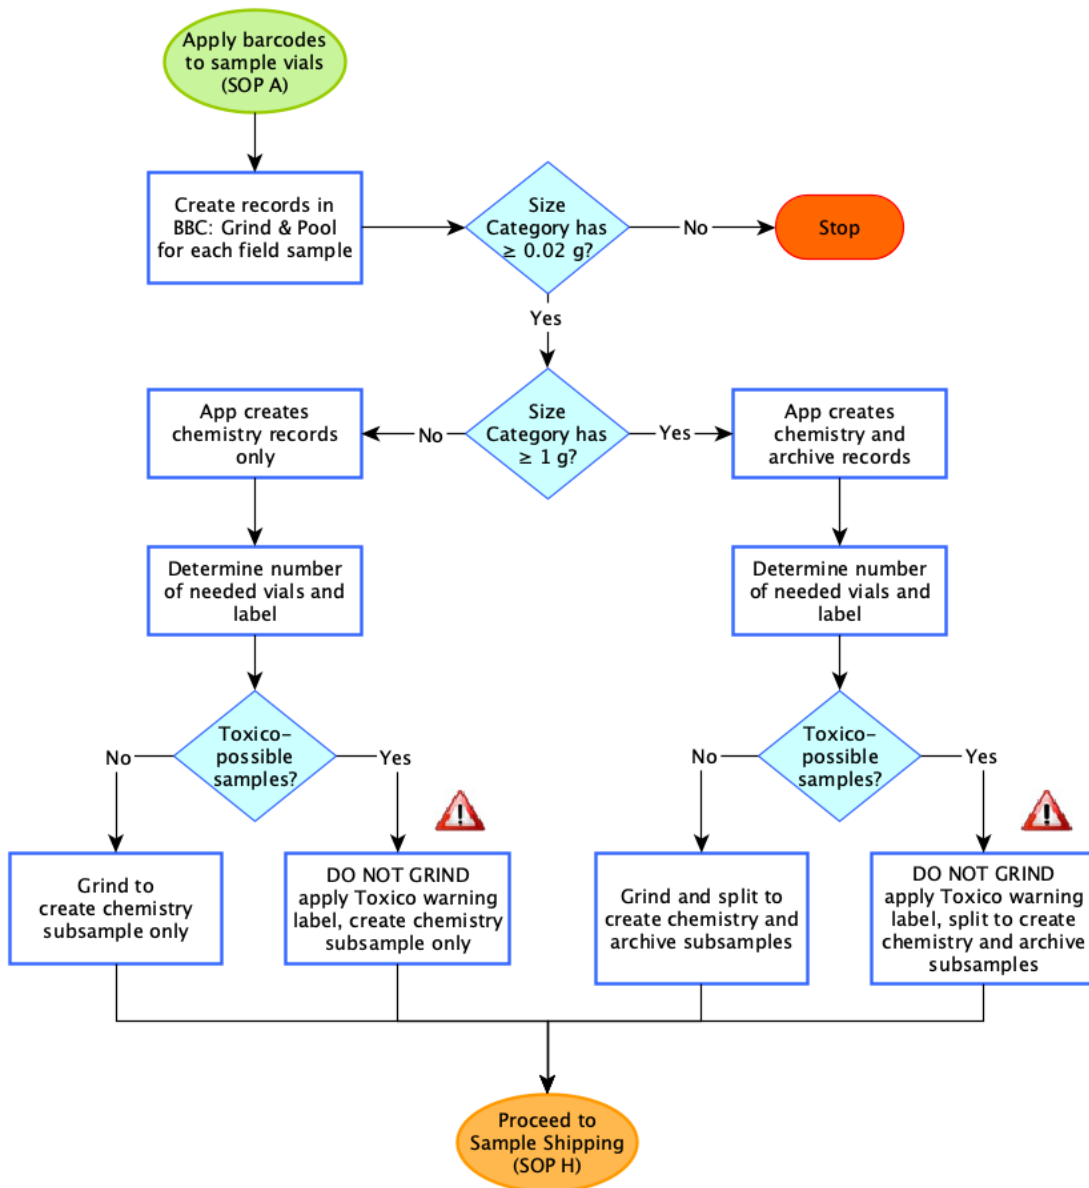 Apply barcodes
to sample vials
(SOP A)
Create records in
BBC: Grind & Pool
for each field sample
Size
Category has
≥ 0.02 g?
No
Stop
Yes
Size
Category has
≥ 1 g?
No
Yes
App creates
chemistry records
only
App creates
chemistry and
archive records
Determine number
of needed vials and
label
Determine number
of needed vials and
label
Toxico-
possible
samples?
No
Yes
Toxico-
possible
samples?
No
Yes
!
!
Grind to
create chemistry
subsample only
DO NOT GRIND
apply Toxico warning
label, create chemistry
subsample only
Grind and split to
create chemistry and
archive subsamples
DO NOT GRIND
apply Toxico warning
label, split to create
chemistry and archive
subsamples
Proceed to
Sample Shipping
(SOP H)